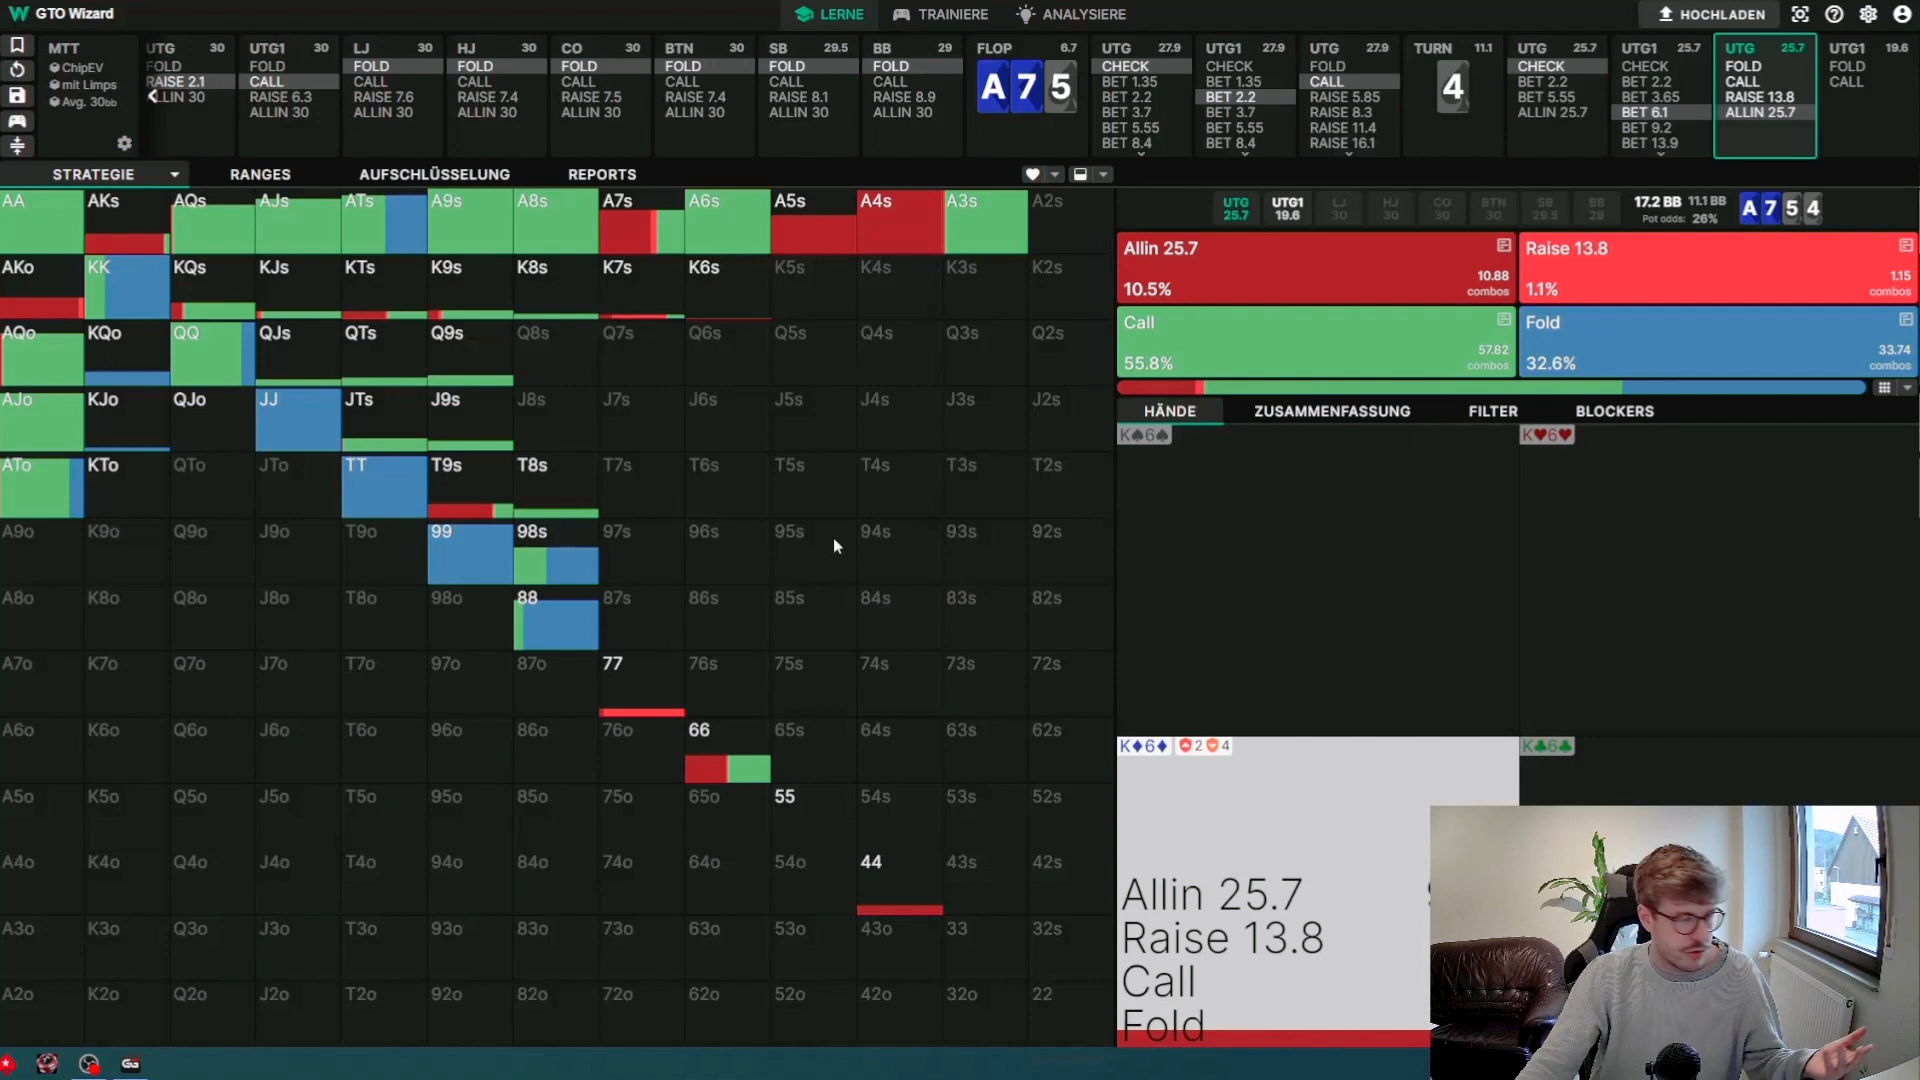 GTO Wizard
LERNE
TRAINIERE
ANALYSIERE
HOCHLADEN
MTT
ChipEV
mit Limps
Avg. 30bb
UTG 30
FOLD
RAISE 2.1
ALLIN 30
UTG1 30
FOLD
CALL
RAISE 6.3
ALLIN 30
LJ 30
FOLD
CALL
RAISE 7.6
ALLIN 30
HJ 30
FOLD
CALL
RAISE 7.4
ALLIN 30
CO 30
FOLD
CALL
RAISE 7.5
ALLIN 30
BTN 30
FOLD
CALL
RAISE 7.4
ALLIN 30
SB 29.5
FOLD
CALL
RAISE 8.1
ALLIN 30
BB 29
FOLD
CALL
RAISE 8.9
ALLIN 30
FLOP 6.7
A 7 5
UTG 27.9
CHECK
BET 1.35
BET 2.2
BET 3.7
BET 5.55
BET 8.4
UTG1 27.9
CHECK
BET 1.35
BET 2.2
BET 3.7
BET 5.55
BET 8.4
UTG 27.9
FOLD
CALL
RAISE 5.85
RAISE 8.3
RAISE 11.4
RAISE 16.1
TURN 11.1
4
UTG 25.7
CHECK
BET 2.2
BET 5.55
ALLIN 25.7
UTG1 25.7
CHECK
BET 2.2
BET 3.65
BET 6.1
BET 9.2
BET 13.9
UTG 25.7
FOLD
CALL
RAISE 13.8
ALLIN 25.7
UTG1 19.6
FOLD
CALL
STRATEGIE
RANGES
AUFSCHLÜSSELUNG
REPORTS
AA AKs AQs AJs ATs A9s A8s A7s A6s A5s A4s A3s A2s
AKo KK KQs KJs KTs K9s K8s K7s K6s K5s K4s K3s K2s
AQo KQo QQ QJs QTs Q9s Q8s Q7s Q6s Q5s Q4s Q3s Q2s
AJo KJo QJo JJ JTs J9s J8s J7s J6s J5s J4s J3s J2s
ATo KTo QTo JTo TT T9s T8s T7s T6s T5s T4s T3s T2s
A9o K9o Q9o J9o T9o 99 98s 97s 96s 95s 94s 93s 92s
A8o K8o Q8o J8o T8o 98o 88 87s 86s 85s 84s 83s 82s
A7o K7o Q7o J7o T7o 97o 87o 77 76s 75s 74s 73s 72s
A6o K6o Q6o J6o T6o 96o 86o 76o 66 65s 64s 63s 62s
A5o K5o Q5o J5o T5o 95o 85o 75o 65o 55 54s 53s 52s
A4o K4o Q4o J4o T4o 94o 84o 74o 64o 54o 44 43s 42s
A3o K3o Q3o J3o T3o 93o 83o 73o 63o 53o 43o 33 32s
A2o K2o Q2o J2o T2o 92o 82o 72o 62o 52o 42o 32o 22
UTG 25.7
UTG1 19.6
LJ 30
HJ 30
CO 30
BTN 30
SB 29.5
BB 29
17.2 BB 11.1 BB
Pot odds: 26%
A 7 5 4
Allin 25.7
10.88
10.5% combos
Raise 13.8
1.15
1.1% combos
Call
57.82
55.8% combos
Fold
33.74
32.6% combos
HÄNDE
ZUSAMMENFASSUNG
FILTER
BLOCKERS
K♠6♠
K♥6♥
K♦6♦ 2 4
K♣6♣
Allin 25.7
Raise 13.8
Call
Fold